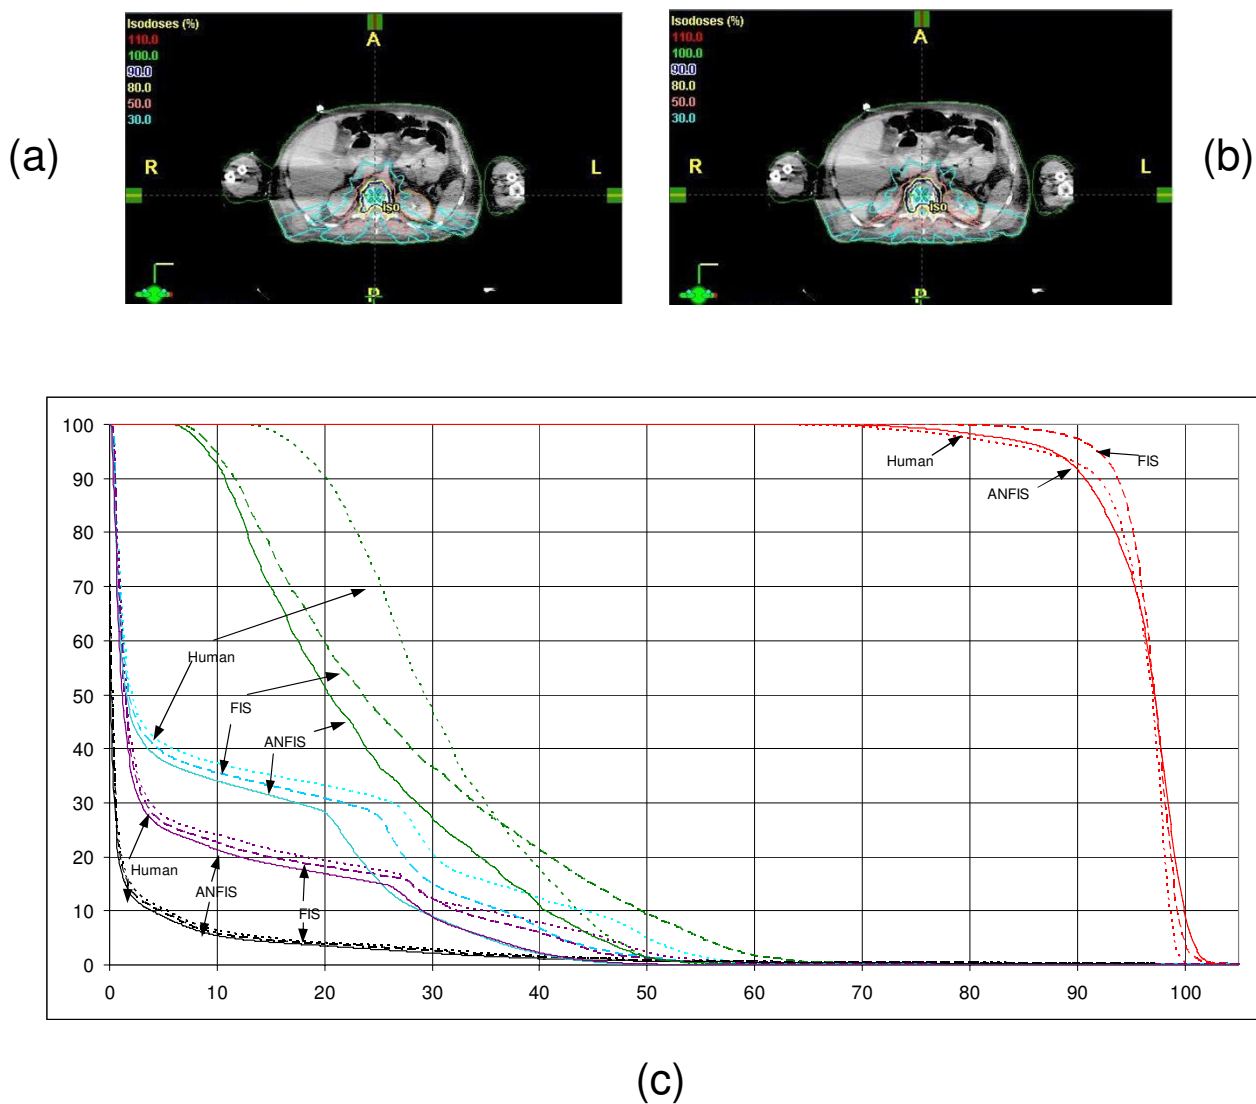 Isodoses (%)
110.0
100.0
90.0
80.0
50.0
30.0
A
R
L
Iso
P
(a)
Isodoses (%)
110.0
100.0
90.0
80.0
50.0
30.0
A
R
L
Iso
P
(b)
100
90
80
70
60
50
40
30
20
10
0
Human
FIS
ANFIS
Human
FIS
ANFIS
Human
ANFIS
FIS
0 10 20 30 40 50 60 70 80 90 100
(c)